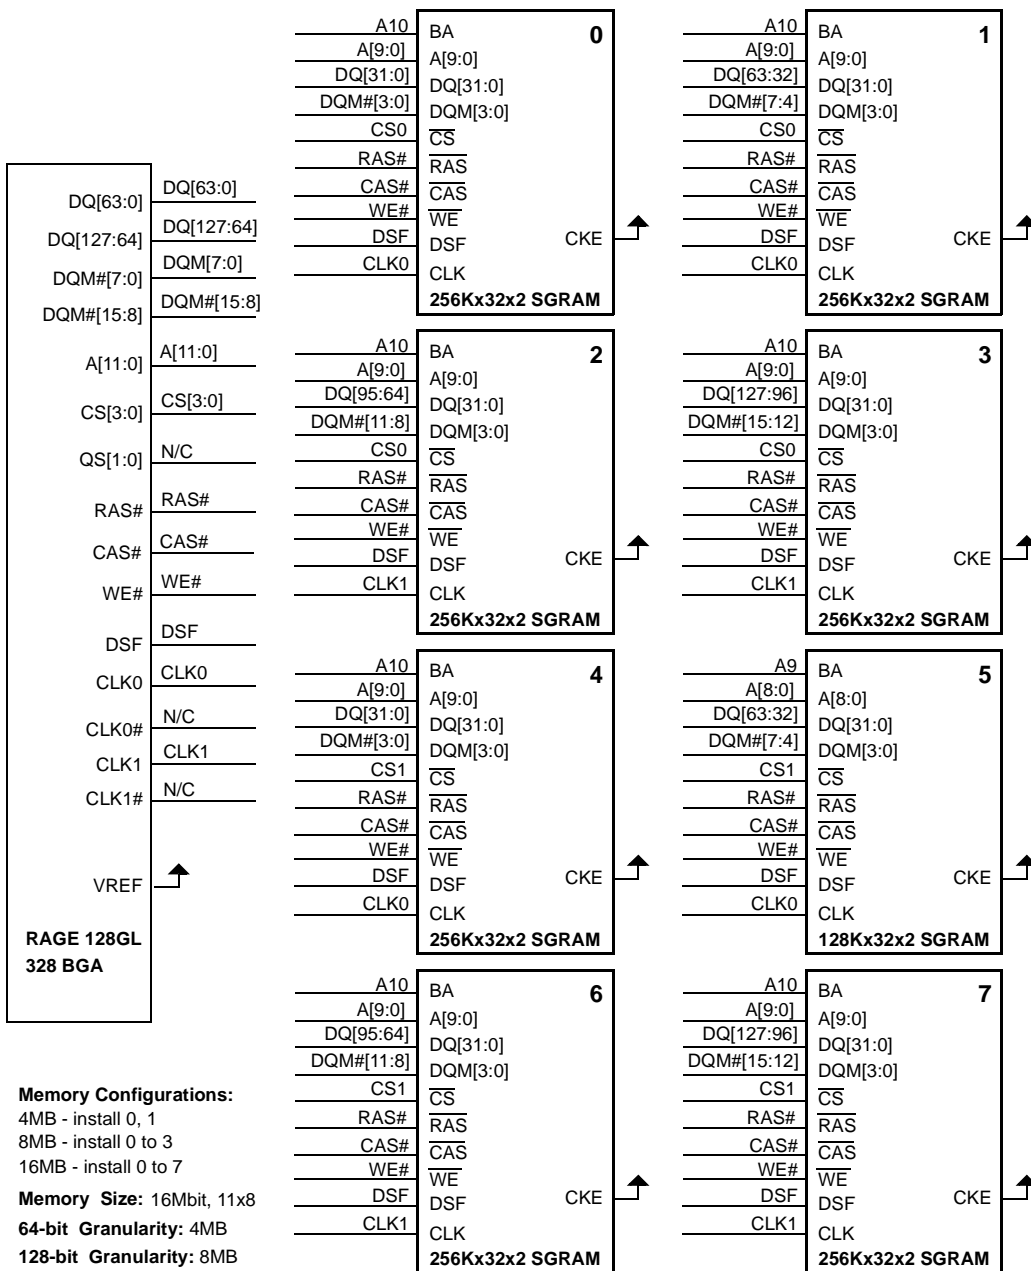 DQ[63:0] DQ[63:0]
DQ[127:64] DQ[127:64]
DQM#[7:0] DQM[7:0]
DQM#[15:8] DQM#[15:8]
A[11:0] A[11:0]
CS[3:0] CS[3:0]
QS[1:0] N/C
RAS# RAS#
CAS# CAS#
WE# WE#
DSF DSF
CLK0 CLK0
CLK0# N/C
CLK1 CLK1
CLK1# N/C
VREF
RAGE 128GL
328 BGA
A10 BA 0
A[9:0] A[9:0]
DQ[31:0] DQ[31:0]
DQM#[3:0] DQM[3:0]
CS0 CS
RAS# RAS
CAS# CAS
WE# WE
DSF DSF CKE
CLK0 CLK
256Kx32x2 SGRAM
A10 BA 1
A[9:0] A[9:0]
DQ[63:32] DQ[31:0]
DQM#[7:4] DQM[3:0]
CS0 CS
RAS# RAS
CAS# CAS
WE# WE
DSF DSF CKE
CLK0 CLK
256Kx32x2 SGRAM
A10 BA 2
A[9:0] A[9:0]
DQ[95:64] DQ[31:0]
DQM#[11:8] DQM[3:0]
CS0 CS
RAS# RAS
CAS# CAS
WE# WE
DSF DSF CKE
CLK1 CLK
256Kx32x2 SGRAM
A10 BA 3
A[9:0] A[9:0]
DQ[127:96] DQ[31:0]
DQM#[15:12] DQM[3:0]
CS0 CS
RAS# RAS
CAS# CAS
WE# WE
DSF DSF CKE
CLK1 CLK
256Kx32x2 SGRAM
A10 BA 4
A[9:0] A[9:0]
DQ[31:0] DQ[31:0]
DQM#[3:0] DQM[3:0]
CS1 CS
RAS# RAS
CAS# CAS
WE# WE
DSF DSF CKE
CLK0 CLK
256Kx32x2 SGRAM
A9 BA 5
A[8:0] A[8:0]
DQ[63:32] DQ[31:0]
DQM#[7:4] DQM[3:0]
CS1 CS
RAS# RAS
CAS# CAS
WE# WE
DSF DSF CKE
CLK0 CLK
128Kx32x2 SGRAM
A10 BA 6
A[9:0] A[9:0]
DQ[95:64] DQ[31:0]
DQM#[11:8] DQM[3:0]
CS1 CS
RAS# RAS
CAS# CAS
WE# WE
DSF DSF CKE
CLK1 CLK
256Kx32x2 SGRAM
A10 BA 7
A[9:0] A[9:0]
DQ[127:96] DQ[31:0]
DQM#[15:12] DQM[3:0]
CS1 CS
RAS# RAS
CAS# CAS
WE# WE
DSF DSF CKE
CLK1 CLK
256Kx32x2 SGRAM
Memory Configurations:
4MB - install 0, 1
8MB - install 0 to 3
16MB - install 0 to 7
Memory Size: 16Mbit, 11x8
64-bit Granularity: 4MB
128-bit Granularity: 8MB